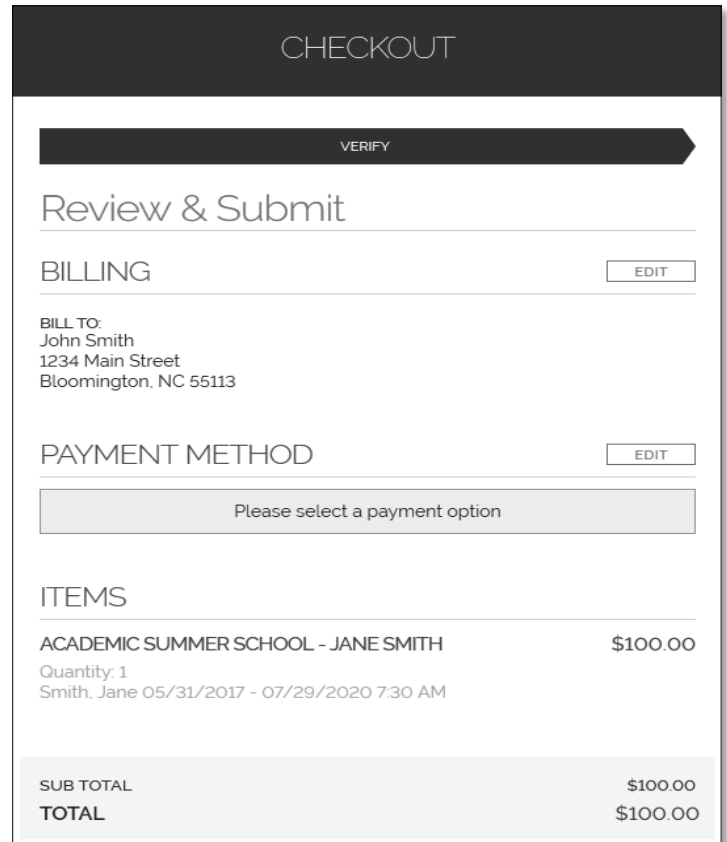 CHECKOUT
VERIFY
Review & Submit
BILLING EDIT
BILL TO:
John Smith
1234 Main Street
Bloomington, NC 55113
PAYMENT METHOD EDIT
Please select a payment option
ITEMS
ACADEMIC SUMMER SCHOOL - JANE SMITH $100.00
Quantity: 1
Smith, Jane 05/31/2017 - 07/29/2020 7:30 AM
SUB TOTAL $100.00
TOTAL $100.00